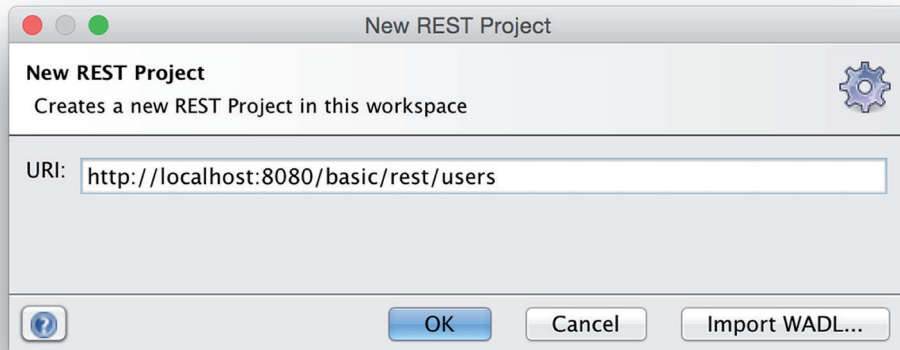 New REST Project
New REST Project
Creates a new REST Project in this workspace
URI: http://localhost:8080/basic/rest/users
? OK Cancel Import WADL...